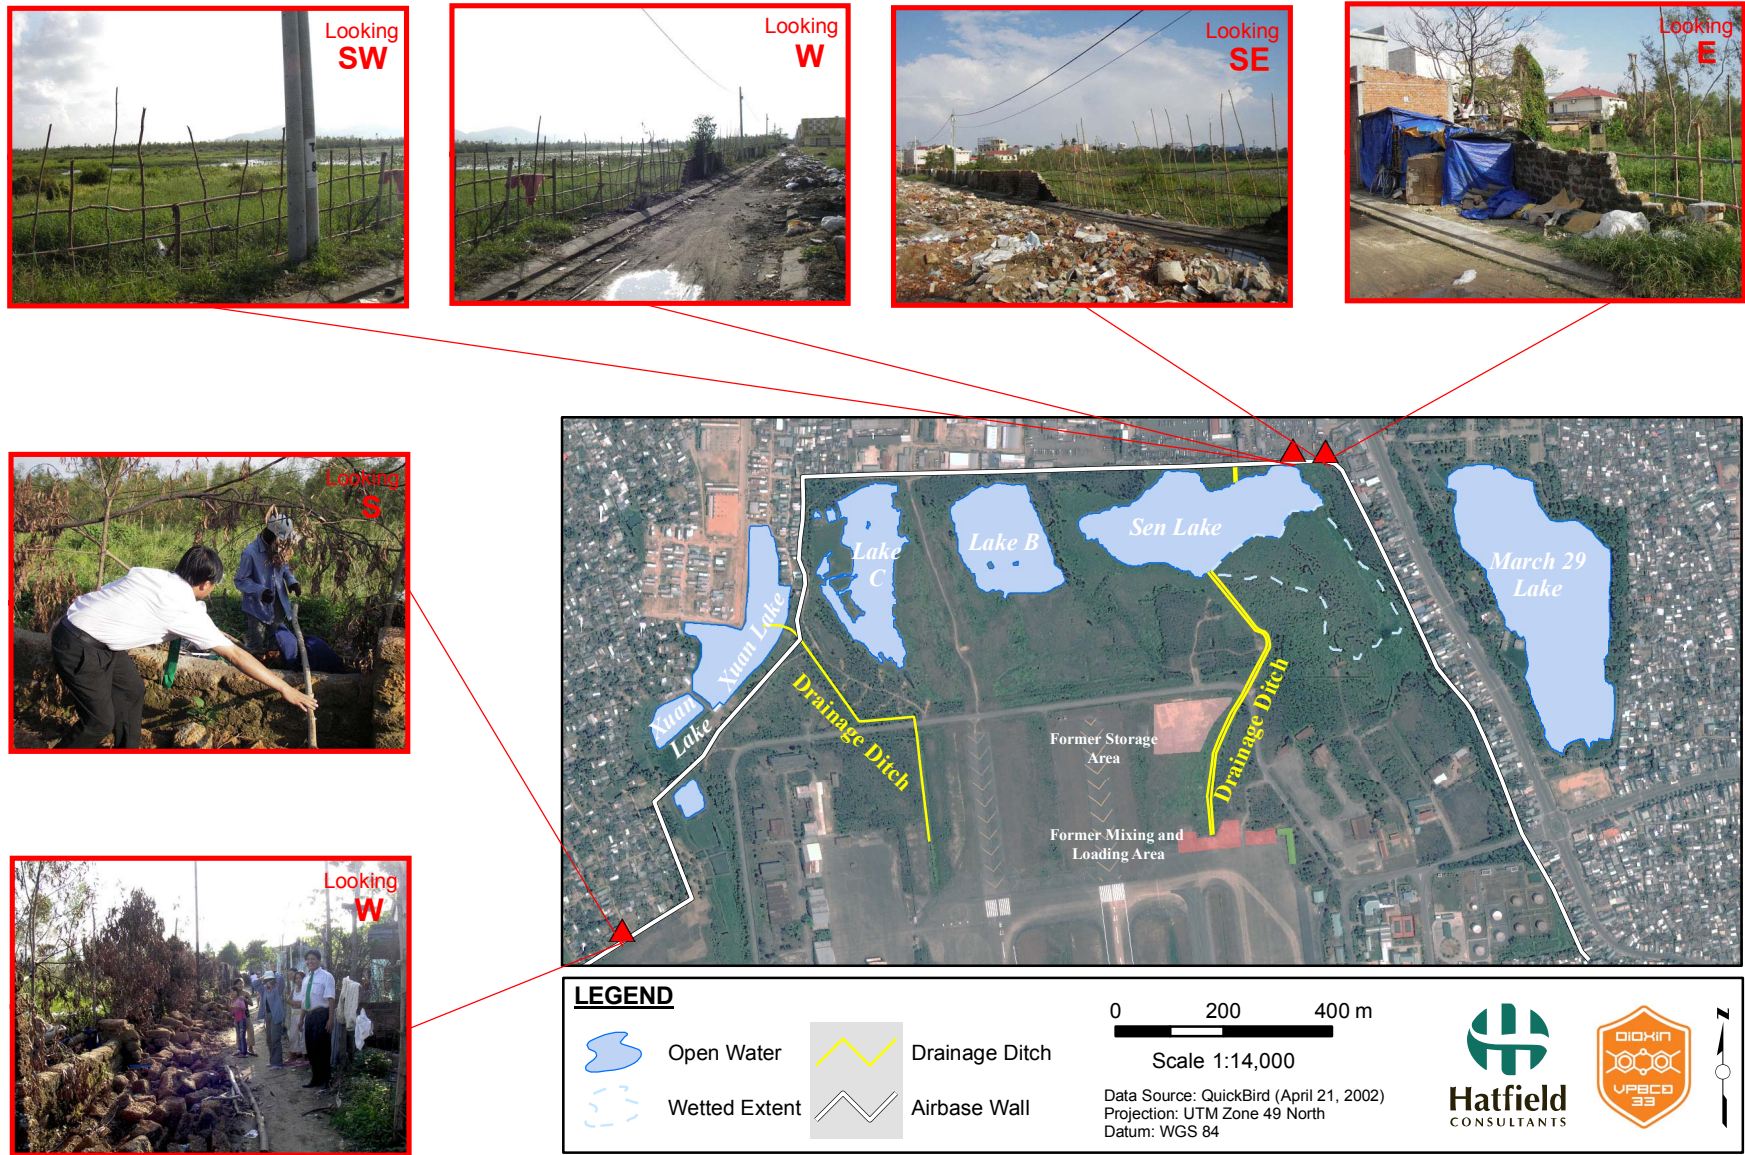 Looking
SW
Looking
W
Looking
SE
Looking
E
Looking
S
Looking
W
Lake
C
Lake B
Sen Lake
March 29
Lake
Xuan Lake
Xuan
Lake
Drainage Ditch
Drainage Ditch
Former Storage
Area
Former Mixing and
Loading Area
LEGEND
Open Water
Wetted Extent
Drainage Ditch
Airbase Wall
0 200 400 m
Scale 1:14,000
Data Source: QuickBird (April 21, 2002)
Projection: UTM Zone 49 North
Datum: WGS 84
Hatfield
CONSULTANTS
DIOXIN
VPBCĐ
33
N